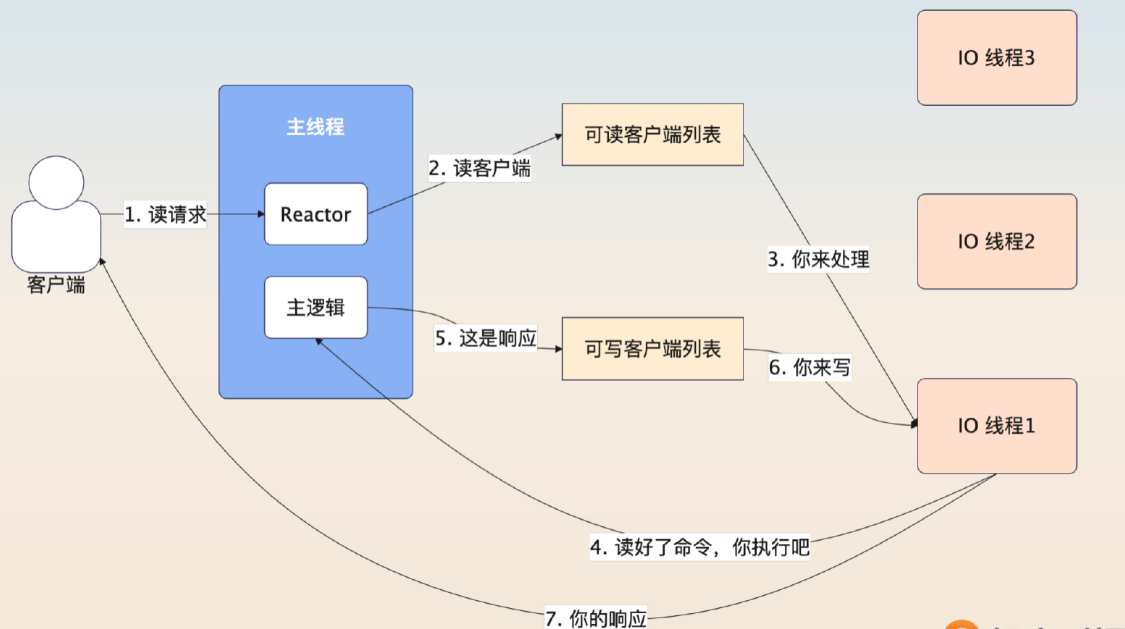 IO 线程3
主线程
可读客户端列表
2. 读客户端
1. 读请求
Reactor
IO 线程2
3. 你来处理
客户端
主逻辑
5. 这是响应
可写客户端列表
6. 你来写
IO 线程1
4. 读好了命令，你执行吧
7. 你的响应